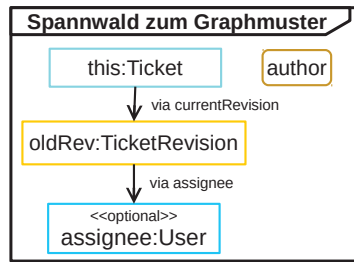 Spannwald zum Graphmuster
this:Ticket
author
via currentRevision
oldRev:TicketRevision
via assignee
<<optional>>
assignee:User